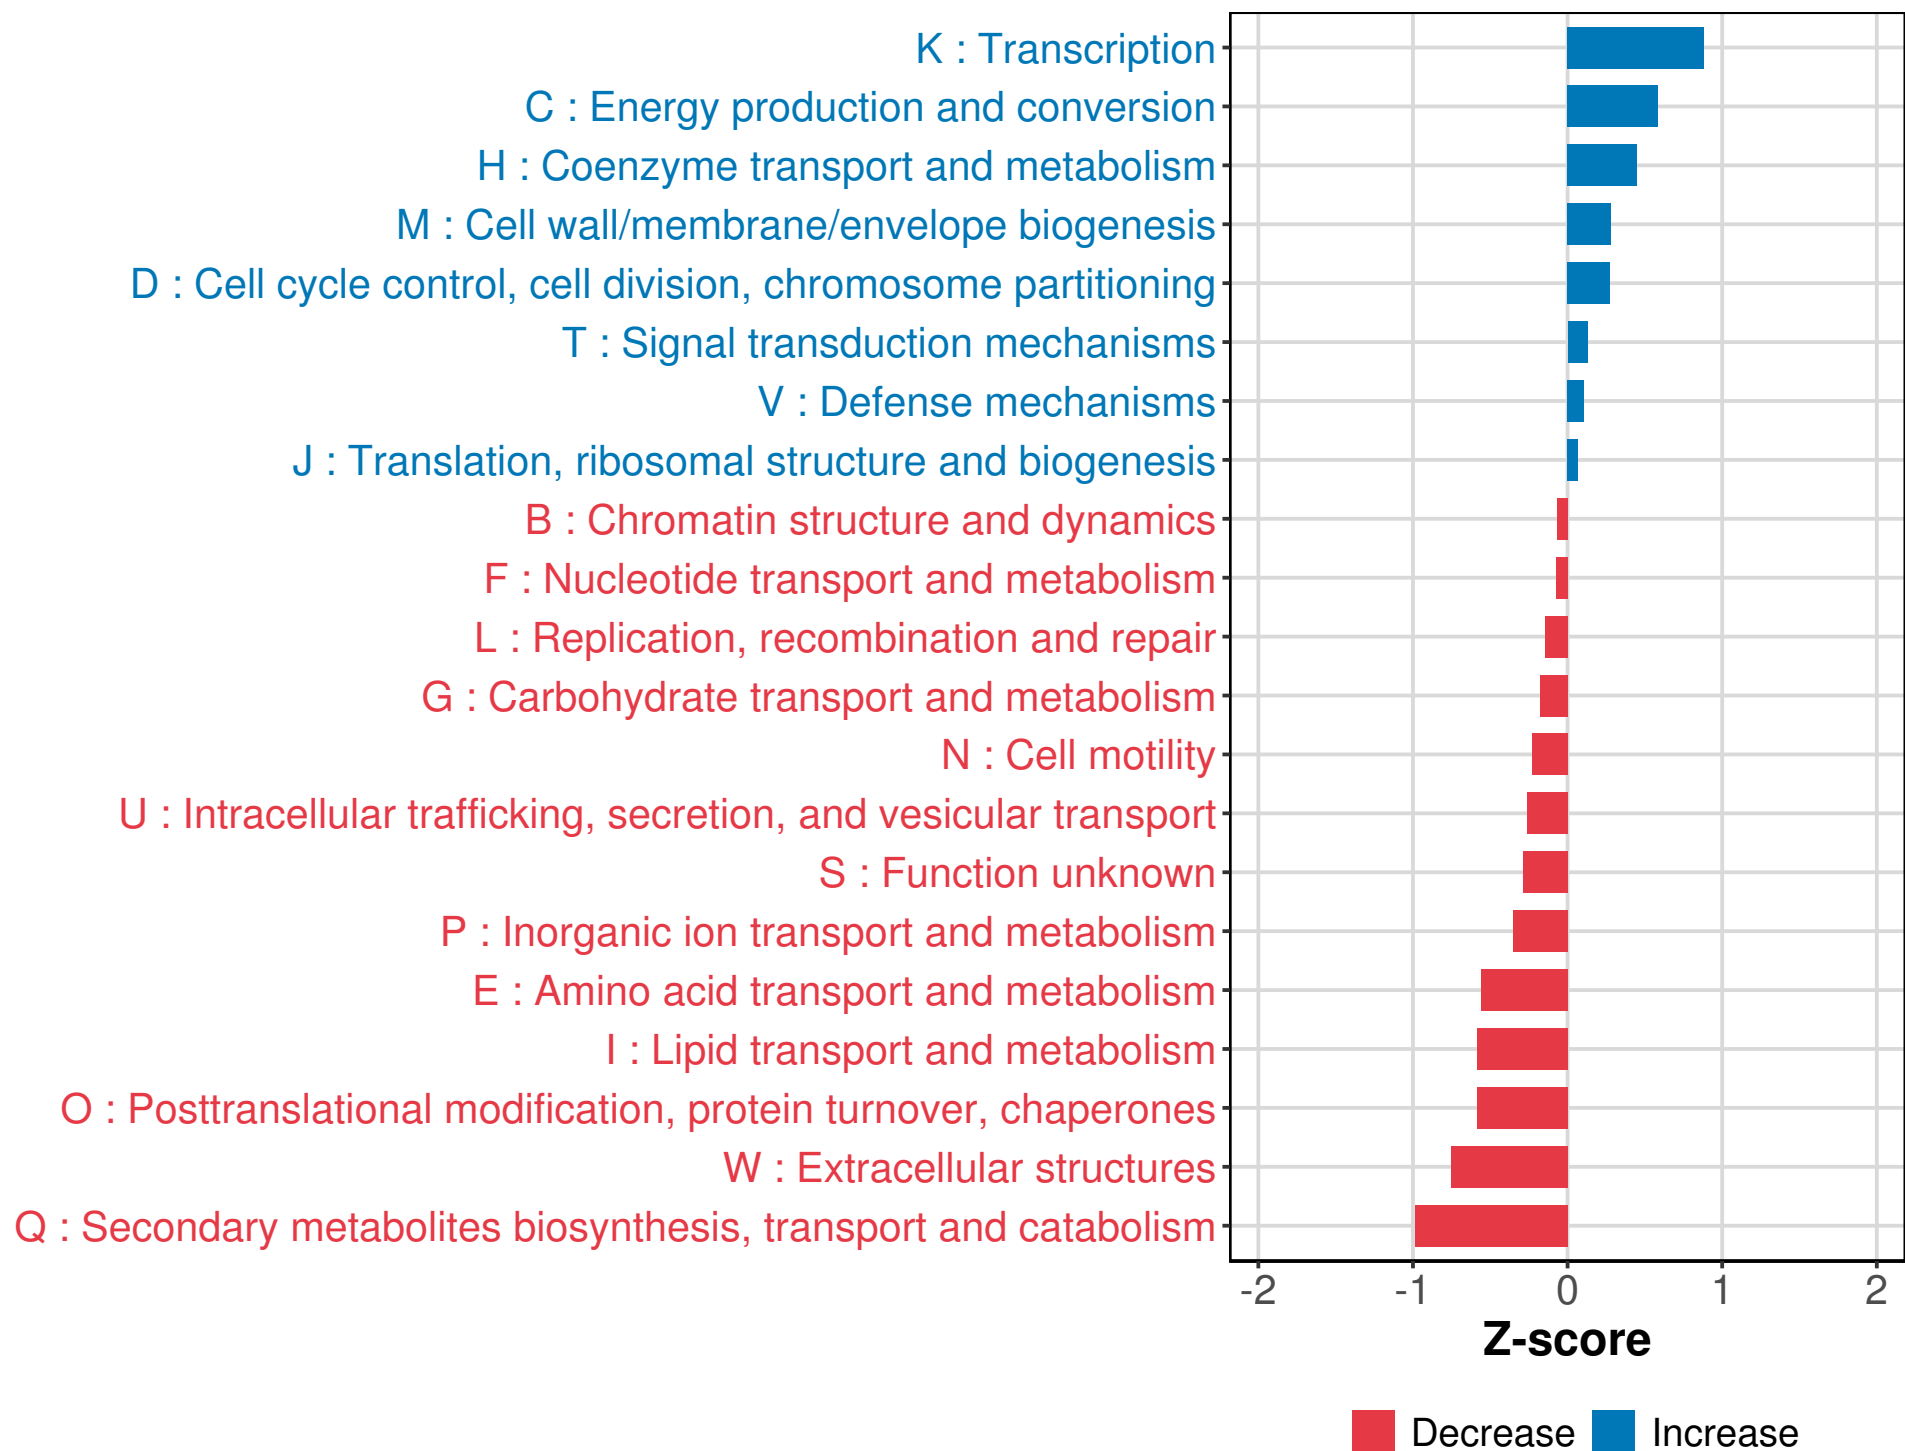 K : Transcription
C : Energy production and conversion
H : Coenzyme transport and metabolism
M : Cell wall/membrane/envelope biogenesis
D : Cell cycle control, cell division, chromosome partitioning
T : Signal transduction mechanisms
V : Defense mechanisms
J : Translation, ribosomal structure and biogenesis
B : Chromatin structure and dynamics
F : Nucleotide transport and metabolism
L : Replication, recombination and repair
G : Carbohydrate transport and metabolism
N : Cell motility
U : Intracellular trafficking, secretion, and vesicular transport
S : Function unknown
P : Inorganic ion transport and metabolism
E : Amino acid transport and metabolism
I : Lipid transport and metabolism
O : Posttranslational modification, protein turnover, chaperones
W : Extracellular structures
Q : Secondary metabolites biosynthesis, transport and catabolism
-2 -1 0 1 2
Z-score
Decrease Increase